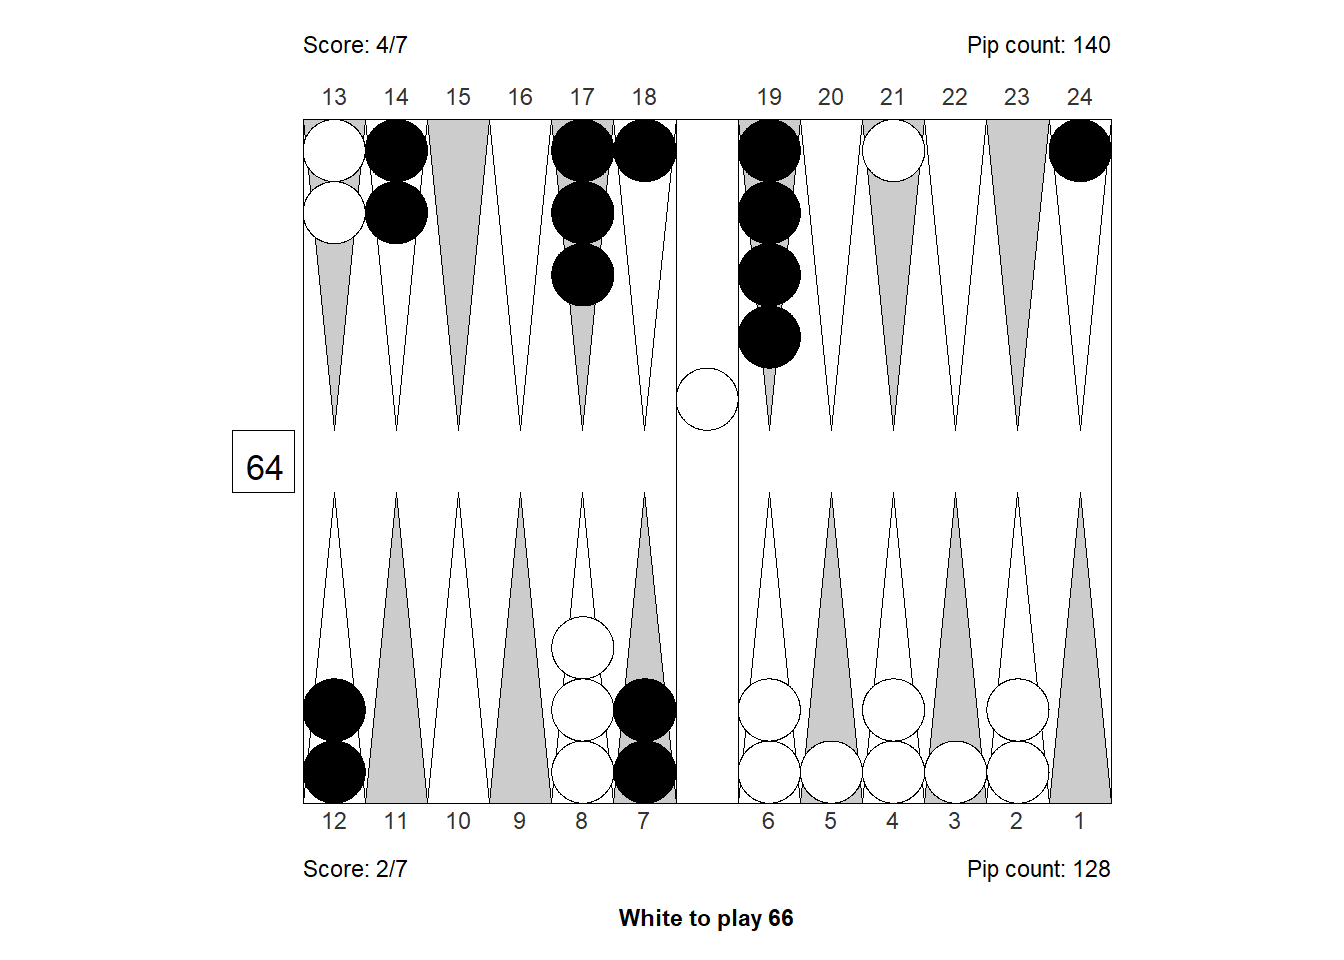 Score: 4/7 Pip count: 140
13 14 15 16 17 18 19 20 21 22 23 24
64
12 11 10 9 8 7 6 5 4 3 2 1
Score: 2/7 Pip count: 128
White to play 66